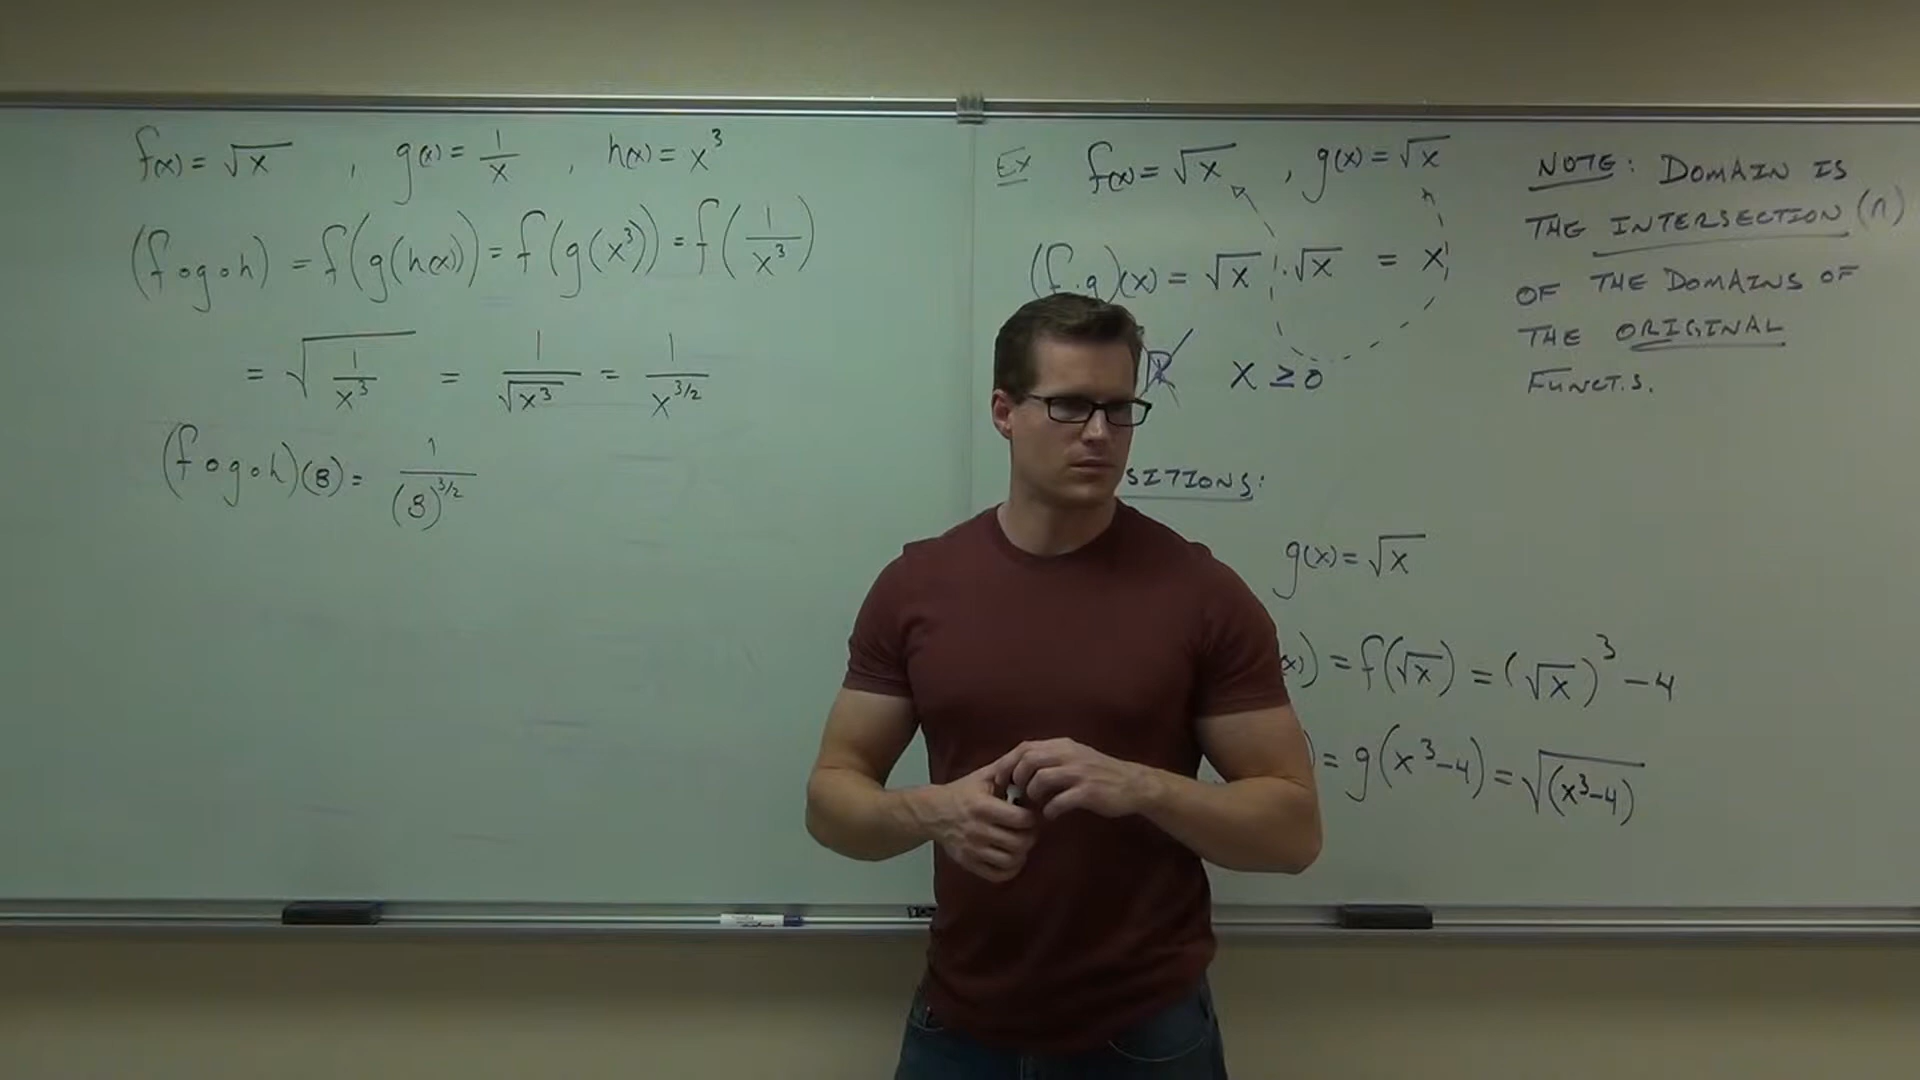 f(x) = √x , g(x) = 1/x , h(x) = x³
(f∘g∘h) = f(g(h(x))) = f(g(x³)) = f(1/x³)
= √(1/x³) = 1/√x³ = 1/x^3/2
(f∘g∘h)(8) = 1/(8)^3/2
Ex f(x) = √x , g(x) = √x
(f·g)(x) = √x · √x = x
x ≥ 0
SITIONS:
g(x) = √x
(x)) = f(√x) = (√x)³ - 4
) = g(x³-4) = √(x³-4)
NOTE: DOMAIN IS
THE INTERSECTION (∩)
OF THE DOMAINS OF
THE ORIGINAL
FUNCT.S.